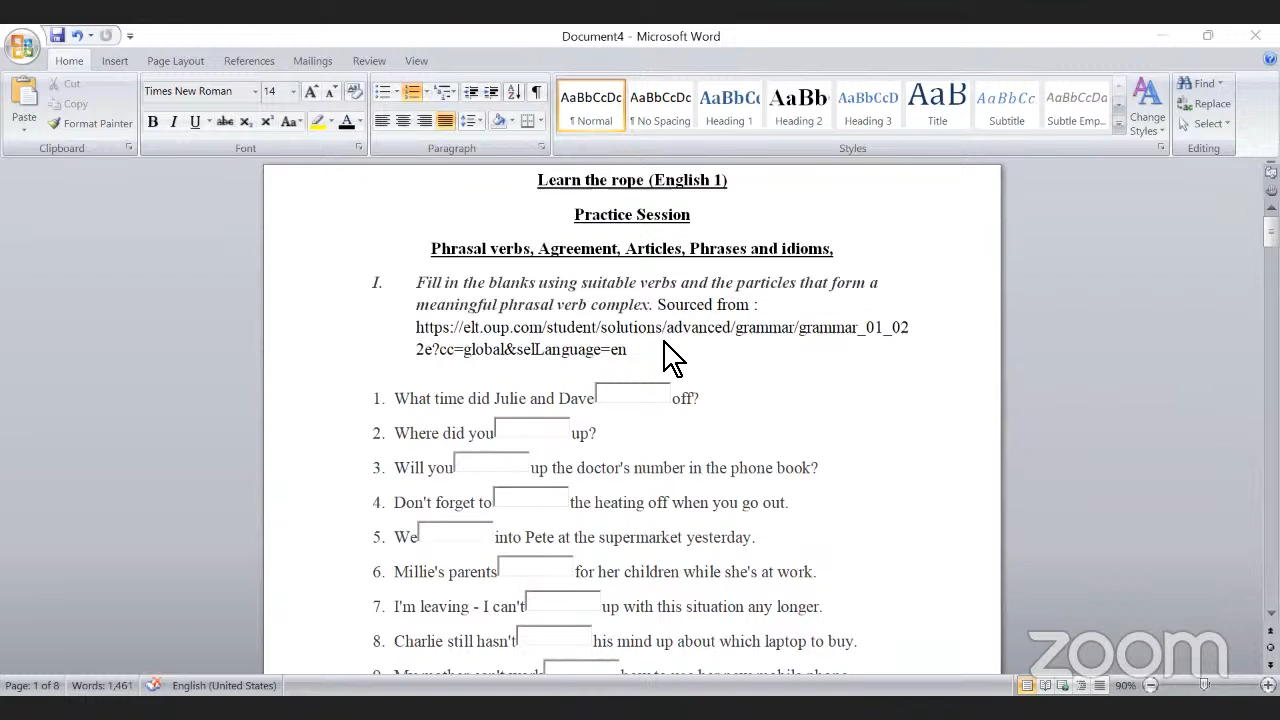 Document4 - Microsoft Word
Home Insert Page Layout References Mailings Review View
Paste
Cut
Copy
Format Painter
Clipboard
Times New Roman 14
Font
Paragraph
AaBbCcDc AaBbCcDc AaBbC AaBb AaBbCcD AaB AaBbCc AaBbCcDa
¶ Normal ¶ No Spacing Heading 1 Heading 2 Heading 3 Title Subtitle Subtle Emp...
Change Styles
Styles
Find
Replace
Select
Editing
Learn the rope (English 1)
Practice Session
Phrasal verbs, Agreement, Articles, Phrases and idioms,
I. Fill in the blanks using suitable verbs and the particles that form a
meaningful phrasal verb complex. Sourced from :
https://elt.oup.com/student/solutions/advanced/grammar/grammar_01_02
2e?cc=global&selLanguage=en
1. What time did Julie and Dave off?
2. Where did you up?
3. Will you up the doctor's number in the phone book?
4. Don't forget to the heating off when you go out.
5. We into Pete at the supermarket yesterday.
6. Millie's parents for her children while she's at work.
7. I'm leaving - I can't up with this situation any longer.
8. Charlie still hasn't his mind up about which laptop to buy.
zoom
Page: 1 of 8 Words: 1,461 English (United States) 90%